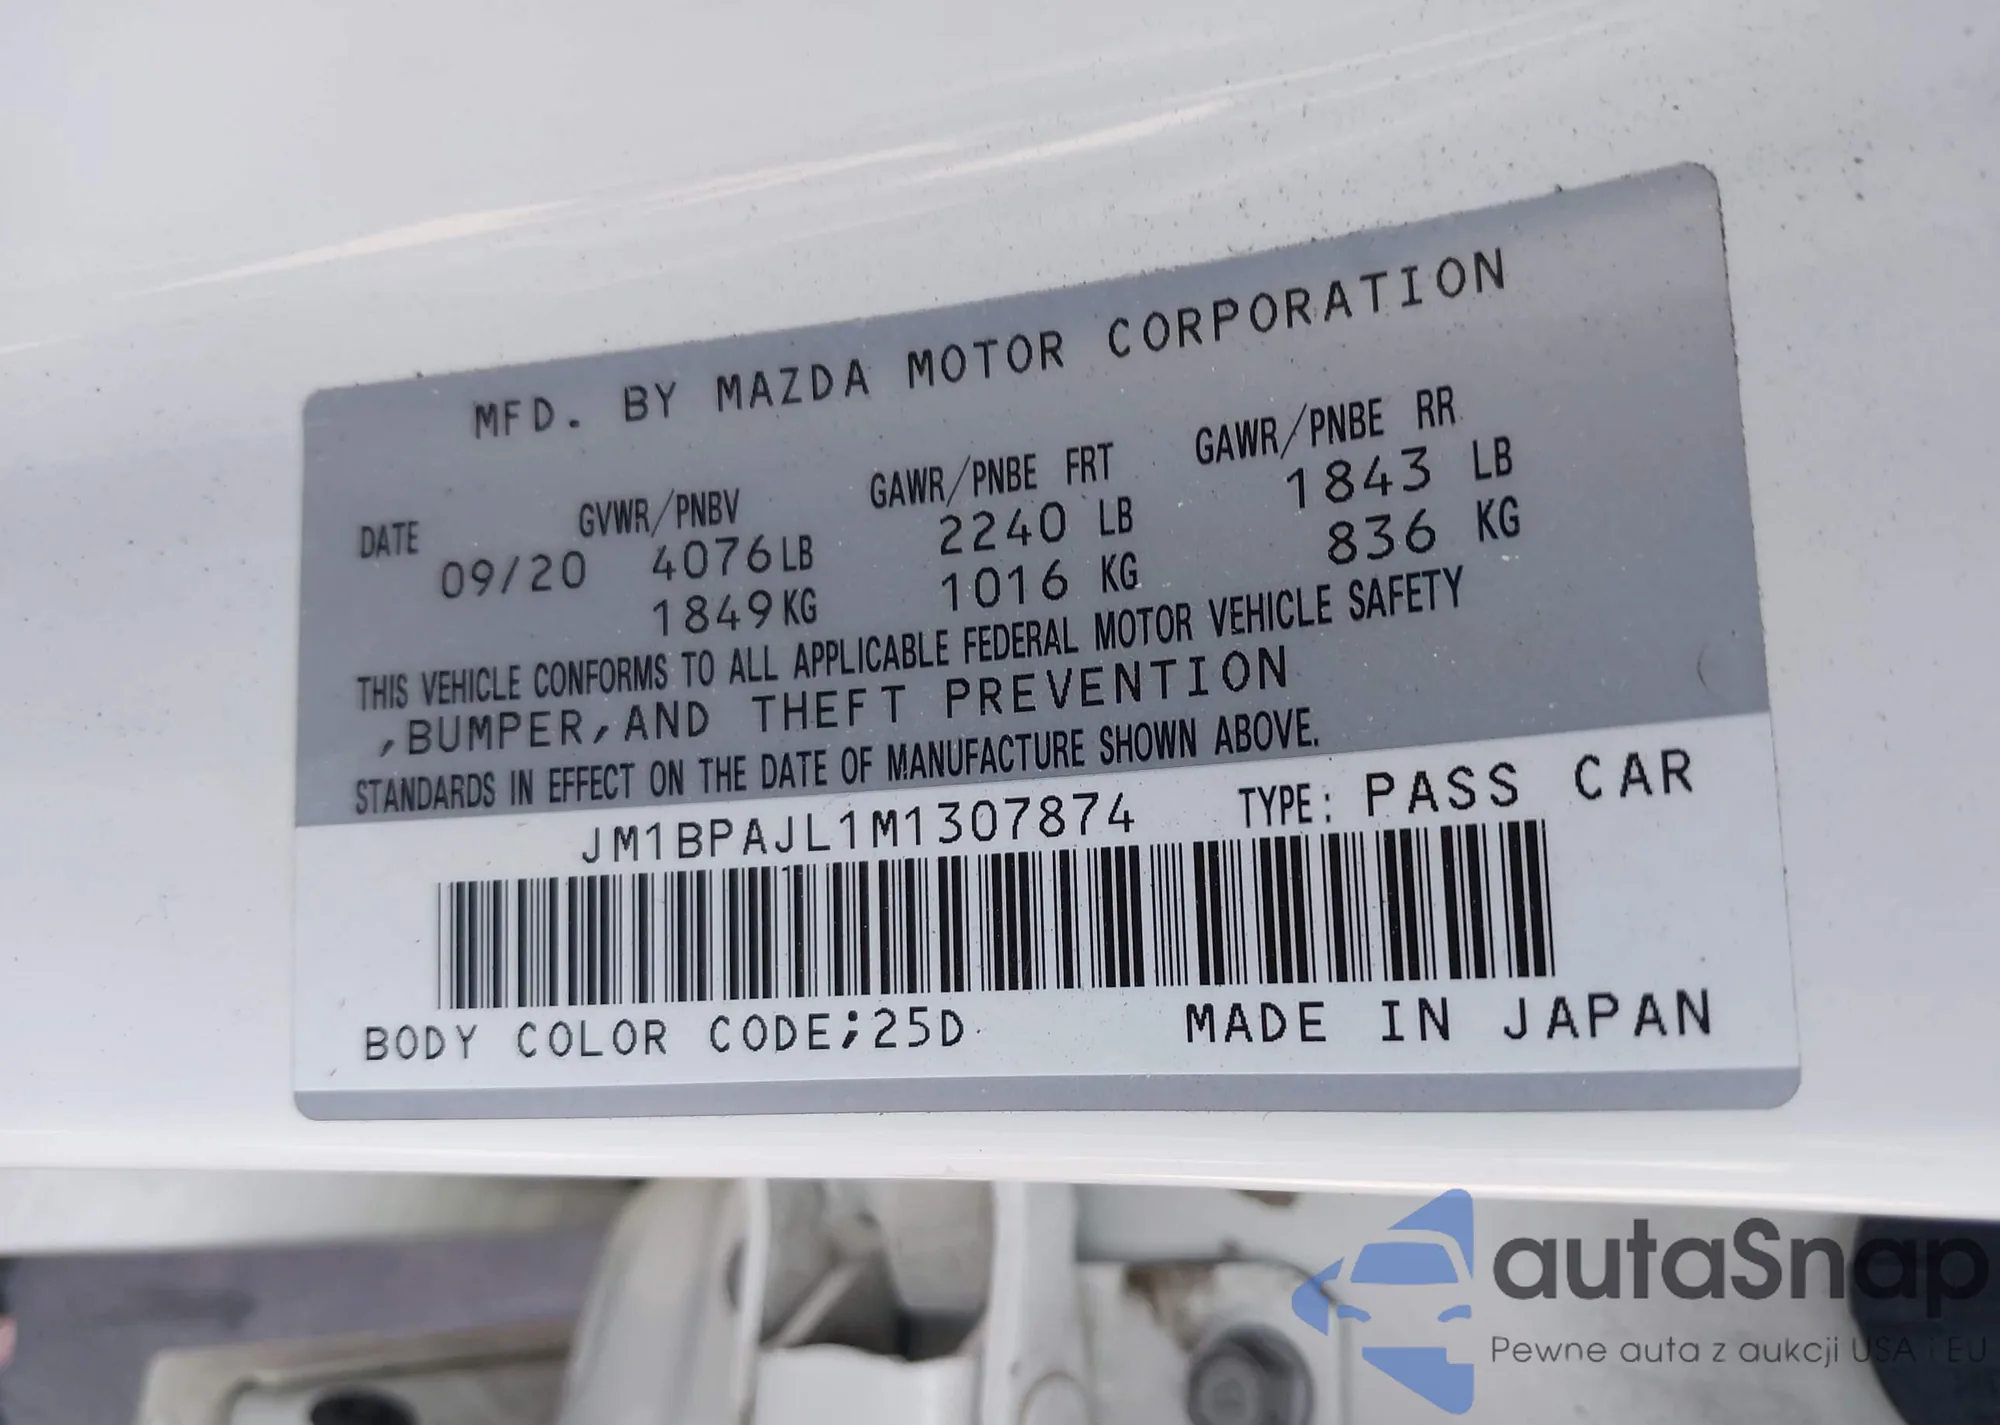 MFD. BY MAZDA MOTOR CORPORATION
DATE GVWR/PNBV GAWR/PNBE FRT GAWR/PNBE RR
09/20 4076LB 2240 LB 1843 LB
1849KG 1016 KG 836 KG
THIS VEHICLE CONFORMS TO ALL APPLICABLE FEDERAL MOTOR VEHICLE SAFETY
,BUMPER,AND THEFT PREVENTION
STANDARDS IN EFFECT ON THE DATE OF MANUFACTURE SHOWN ABOVE.
JM1BPAJL1M1307874 TYPE: PASS CAR
BODY COLOR CODE;25D MADE IN JAPAN
autaSnap
Pewne auta z aukcji USA i EU